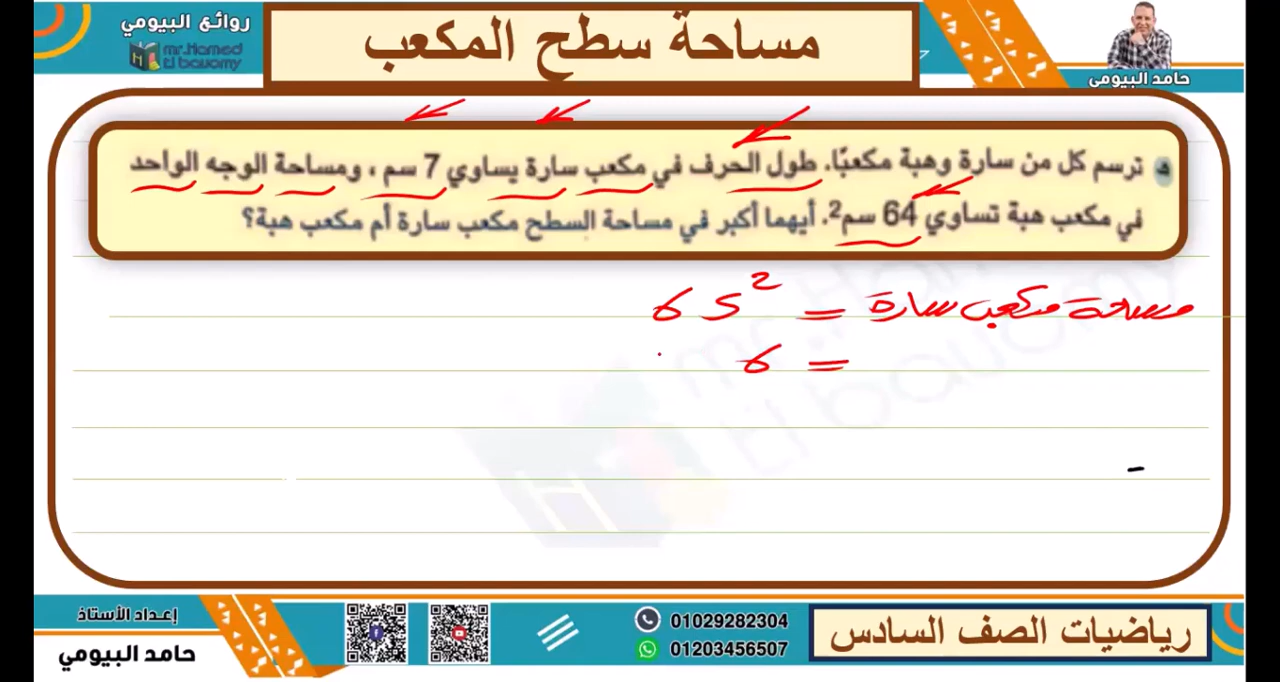 روائع البيومي
mr.Hamed
El bauomy
مساحة سطح المكعب
حامد البيومى
ه ترسم كل من سارة وهبة مكعبًا. طول الحرف في مكعب سارة يساوي 7 سم ، ومساحة الوجه الواحد
في مكعب هبة تساوي 64 سم². أيهما أكبر في مساحة السطح مكعب سارة أم مكعب هبة؟
مساحة مكعب سارة = 6 S²
= 6
إعداد الأستاذ
حامد البيومي
01029282304
01203456507
رياضيات الصف السادس